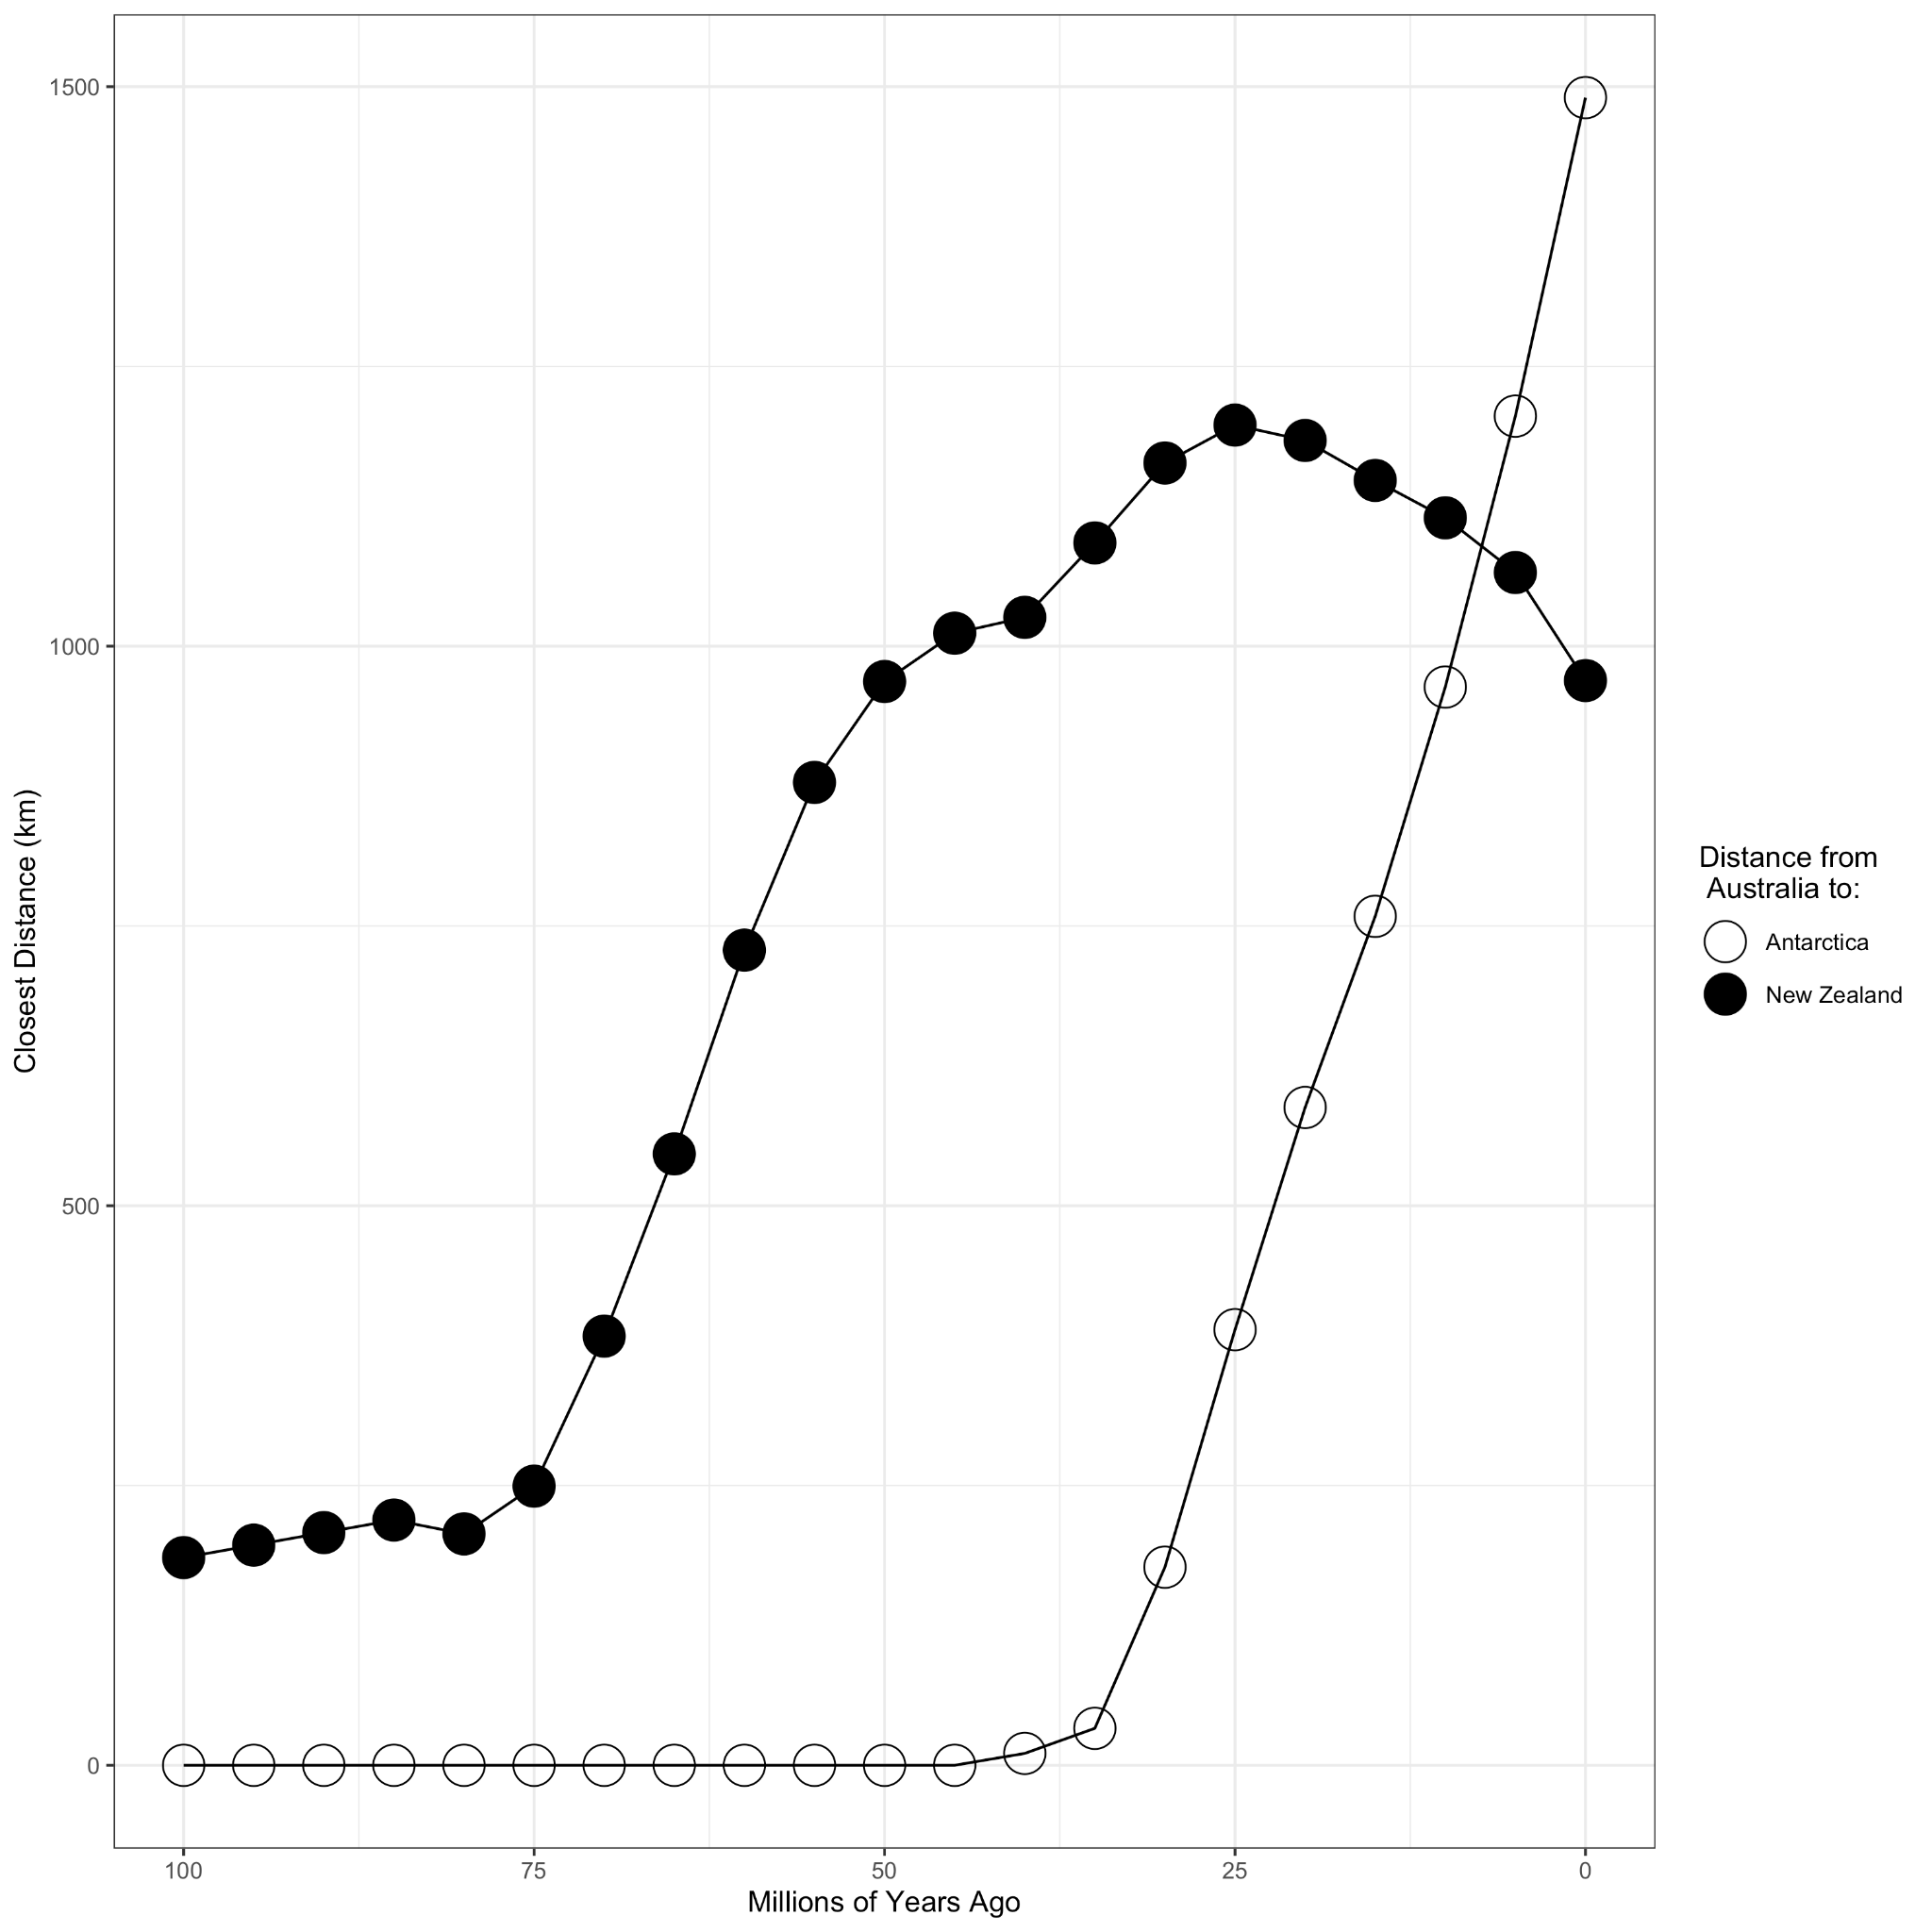 1500
1000
500
0
Closest Distance (km)
100
75
50
25
0
Millions of Years Ago
Distance from
Australia to:
Antarctica
New Zealand